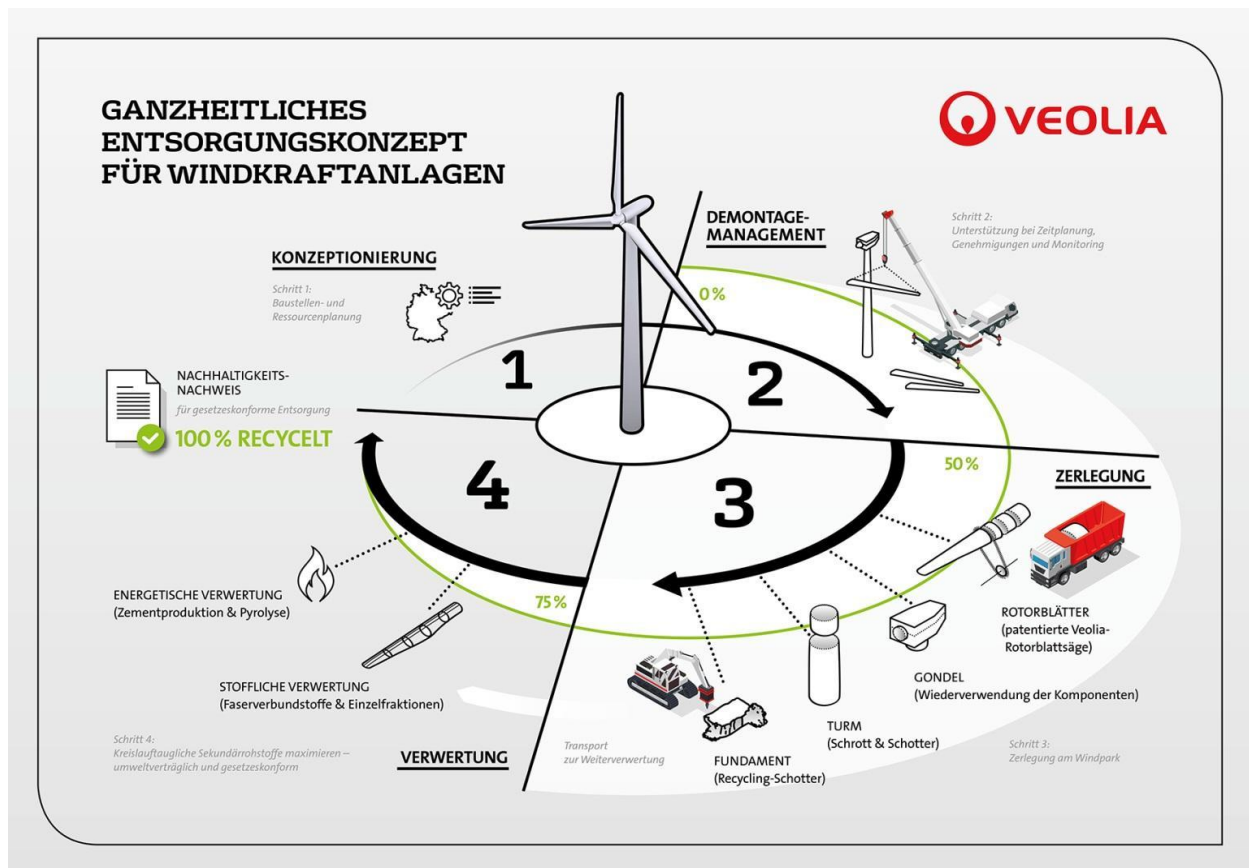 GANZHEITLICHES
ENTSORGUNGSKONZEPT
FÜR WINDKRAFTANLAGEN
VEOLIA
KONZEPTIONIERUNG
Schritt 1:
Baustellen- und
Ressourcenplanung
DEMONTAGE-
MANAGEMENT
Schritt 2:
Unterstützung bei Zeitplanung,
Genehmigungen und Monitoring
0 %
1
2
NACHHALTIGKEITS-
NACHWEIS
für gesetzeskonforme Entsorgung
100 % RECYCELT
50 %
ZERLEGUNG
4
3
75 %
ENERGETISCHE VERWERTUNG
(Zementproduktion & Pyrolyse)
STOFFLICHE VERWERTUNG
(Faserverbundstoffe & Einzelfraktionen)
ROTORBLÄTTER
(patentierte Veolia-
Rotorblattsäge)
GONDEL
(Wiederverwendung der Komponenten)
TURM
(Schrott & Schotter)
FUNDAMENT
(Recycling-Schotter)
Schritt 4:
Kreislauftaugliche Sekundärrohstoffe maximieren –
umweltverträglich und gesetzeskonform
VERWERTUNG
Transport
zur Weiterverwertung
Schritt 3:
Zerlegung am Windpark